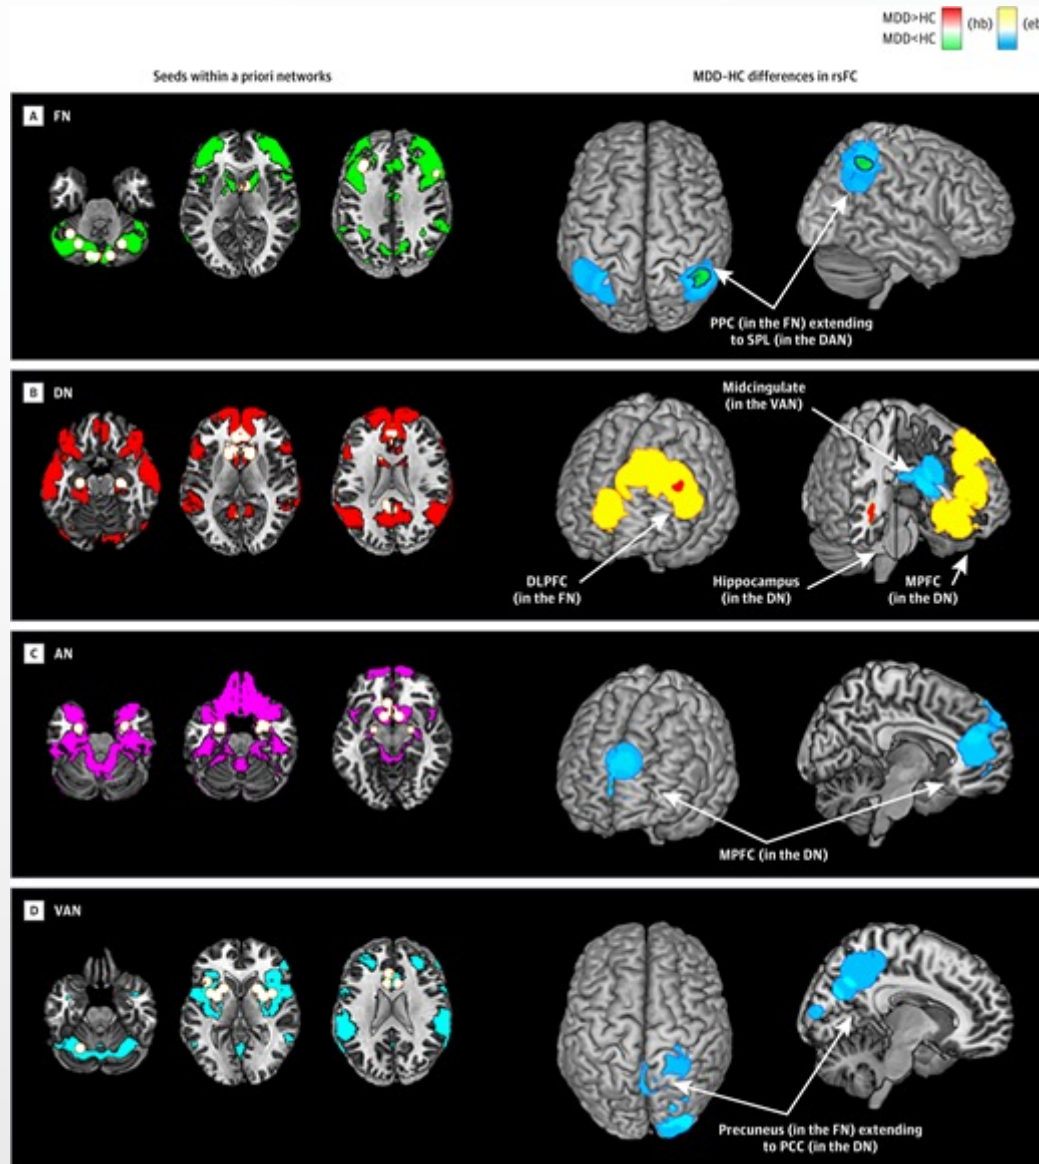 MDD>HC
MDD<HC
(hb)
(eb
Seeds within a priori networks
MDD-HC differences in rsFC
A FN
PPC (in the FN) extending
to SPL (in the DAN)
B DN
Midcingulate
(in the VAN)
DLPFC
(in the FN)
Hippocampus
(in the DN)
MPFC
(in the DN)
C AN
MPFC (in the DN)
D VAN
Precuneus (in the FN) extending
to PCC (in the DN)